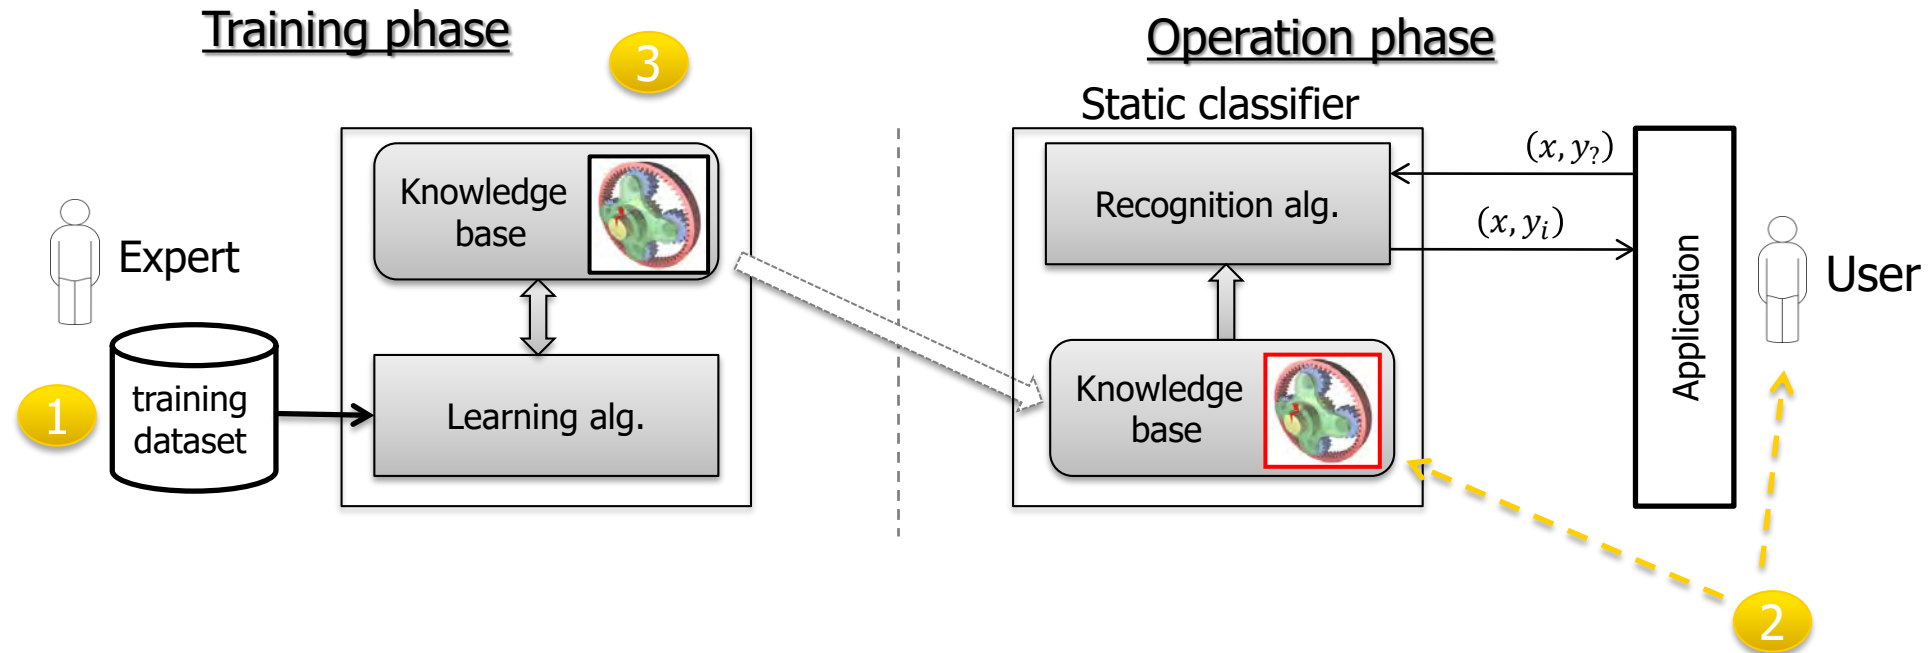 Training phase
3
Operation phase
Static classifier
Knowledge
base
Recognition alg.
(x, y?)
(x, yᵢ)
Expert
User
Application
training
dataset
1
Learning alg.
Knowledge
base
2